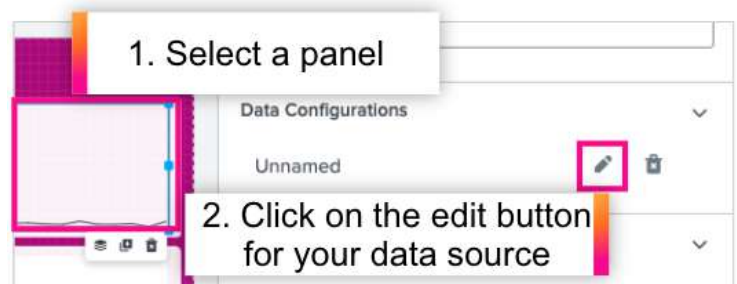 1. Select a panel
Data Configurations
Unnamed
2. Click on the edit button
for your data source